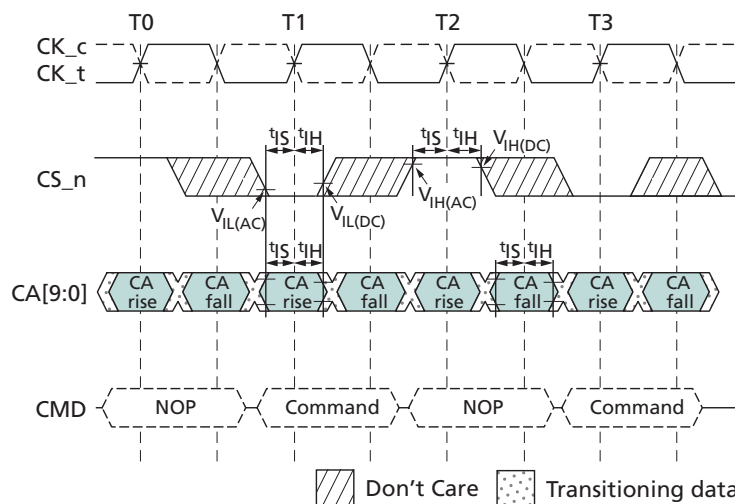 T0 T1 T2 T3
CK_c
CK_t
tIS tIH tIS tIH
VIH(DC)
CS_n
VIL(AC) VIL(DC) VIH(AC)
tIS tIH tIS tIH
CA[9:0] CA rise CA fall CA rise CA fall CA rise CA fall CA rise CA fall
CMD NOP Command NOP Command
Don't Care Transitioning data